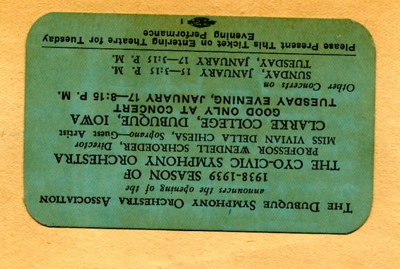 THE DUBUQUE SYMPHONY ORCHESTRA ASSOCIATION
announces the opening of the
1938-1939 SEASON OF
THE CYO-CIVIC SYMPHONY ORCHESTRA
PROFESSOR WENDELL SCHROEDER, Director
MISS VIVIAN DELLA CHIESA, Soprano—Guest Artist
CLARKE COLLEGE, DUBUQUE, IOWA
GOOD ONLY AT CONCERT
TUESDAY EVENING, JANUARY 17—8:15 P. M.
Other Concerts on
SUNDAY, JANUARY 15—3:15 P. M.
TUESDAY, JANUARY 17—3:15 P. M.
Please Present This Ticket on Entering Theatre for Tuesday
Evening Performance